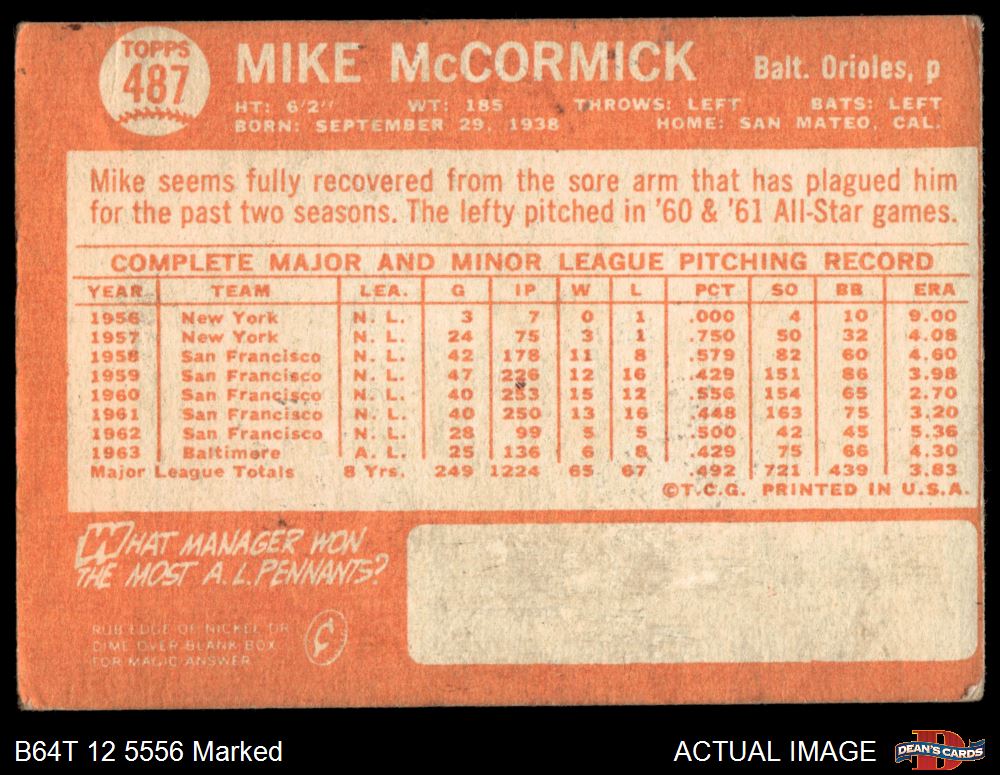 TOPPS
487
MIKE McCORMICK
Balt. Orioles, p
HT: 6'2" WT: 185 THROWS: LEFT BATS: LEFT
BORN: SEPTEMBER 29, 1938 HOME: SAN MATEO, CAL.
Mike seems fully recovered from the sore arm that has plagued him
for the past two seasons. The lefty pitched in '60 & '61 All-Star games.
COMPLETE MAJOR AND MINOR LEAGUE PITCHING RECORD
YEAR TEAM LEA. G IP W L PCT SO BB ERA
1956 New York N. L. 3 7 0 1 .000 4 10 9.00
1957 New York N. L. 24 75 3 1 .750 50 32 4.08
1958 San Francisco N. L. 42 178 11 8 .579 82 60 4.60
1959 San Francisco N. L. 47 226 12 16 .429 151 86 3.98
1960 San Francisco N. L. 40 253 15 12 .556 154 65 2.70
1961 San Francisco N. L. 40 250 13 16 .448 163 75 3.20
1962 San Francisco N. L. 28 99 5 5 .500 42 45 5.36
1963 Baltimore A. L. 25 136 6 8 .429 75 66 4.30
Major League Totals 8 Yrs. 249 1224 65 67 .492 721 439 3.83
©T.C.G. PRINTED IN U.S.A.
WHAT MANAGER WON
THE MOST A.L. PENNANTS?
RUB EDGE OF NICKEL OR
DIME OVER BLANK BOX
FOR MAGIC ANSWER
B64T 12 5556 Marked
ACTUAL IMAGE
D
DEAN'S CARDS